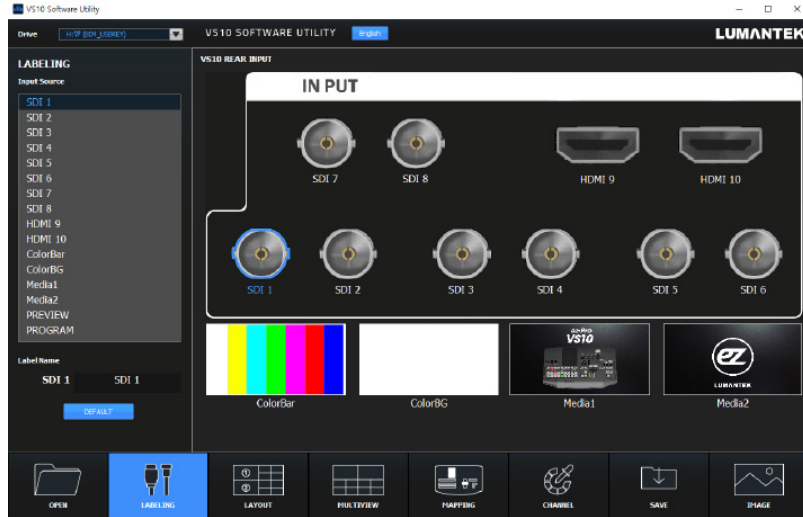 VS10 Software Utility
Drive H:\# (EDI_USBKEY) VS10 SOFTWARE UTILITY English LUMANTEK
LABELING
Input Source
SDI 1
SDI 2
SDI 3
SDI 4
SDI 5
SDI 6
SDI 7
SDI 8
HDMI 9
HDMI 10
ColorBar
ColorBG
Media1
Media2
PREVIEW
PROGRAM
Label Name
SDI 1 SDI 1
DEFAULT
VS10 REAR INPUT
IN PUT
SDI 7 SDI 8 HDMI 9 HDMI 10
SDI 1 SDI 2 SDI 3 SDI 4 SDI 5 SDI 6
ez-Pro
VS10
ez
LUMANTEK
ColorBar ColorBG Media1 Media2
OPEN LABELING LAYOUT MULTIVIEW MAPPING CHANNEL SAVE IMAGE